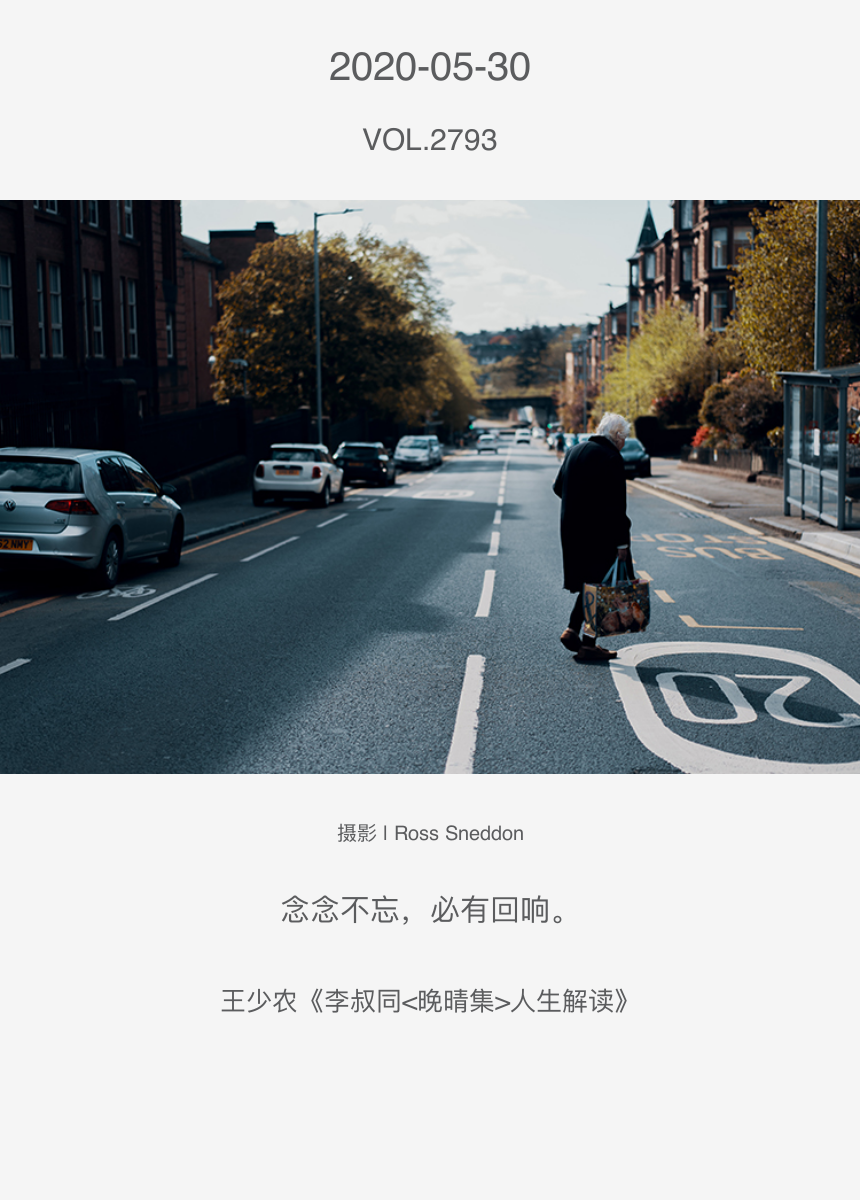 2020-05-30
VOL.2793
BUS STOP
20
摄影 | Ross Sneddon
念念不忘，必有回响。
王少农《李叔同<晚晴集>人生解读》